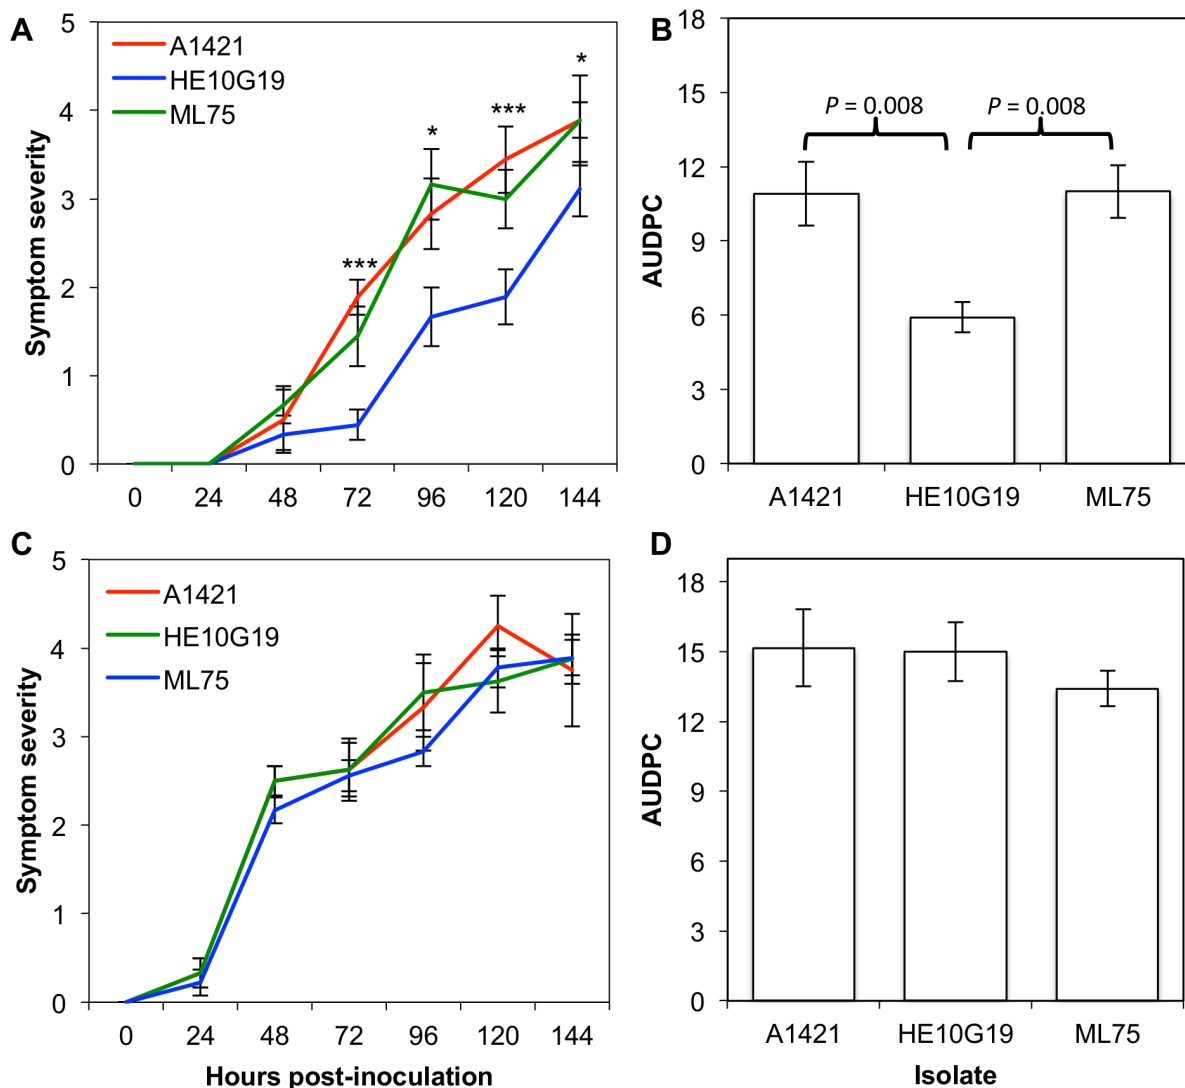 A
Symptom severity
5
4
3
2
1
0
A1421
HE10G19
ML75
***
*
***
*
0 24 48 72 96 120 144
B
AUDPC
18
15
12
9
6
3
0
P = 0.008 P = 0.008
A1421 HE10G19 ML75
C
Symptom severity
5
4
3
2
1
0
A1421
HE10G19
ML75
0 24 48 72 96 120 144
Hours post-inoculation
D
AUDPC
18
15
12
9
6
3
0
A1421 HE10G19 ML75
Isolate